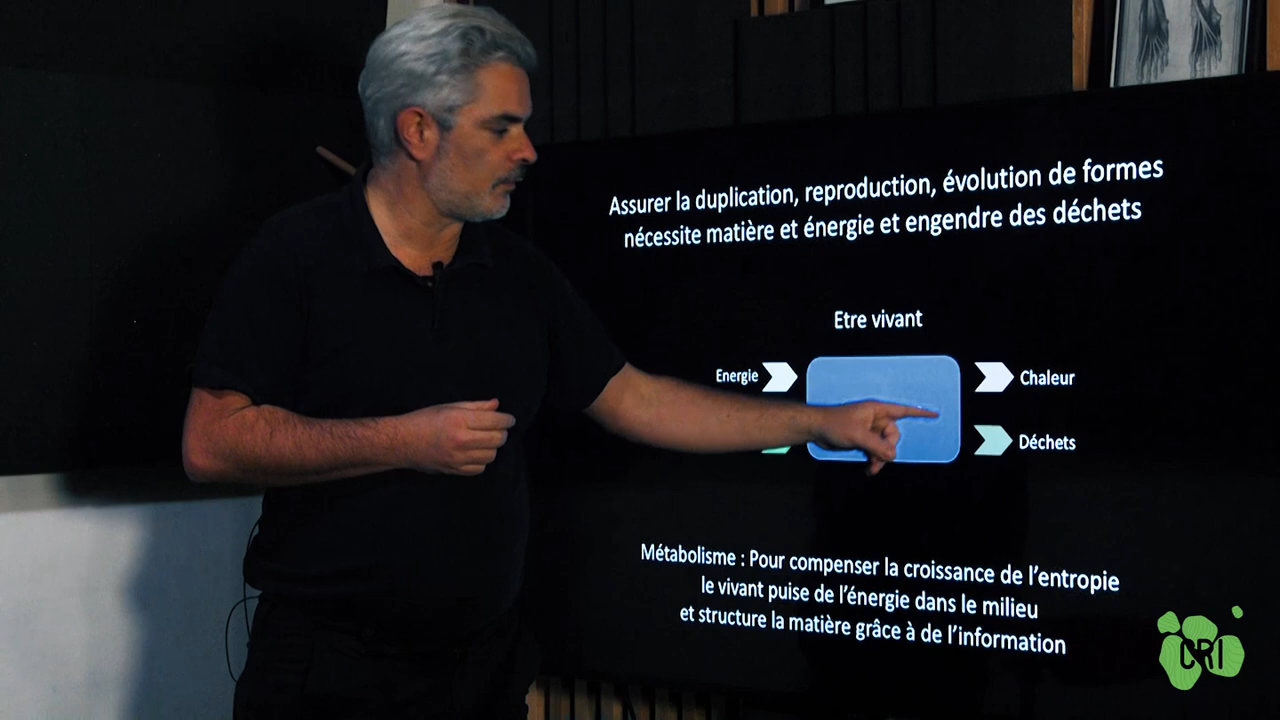 Assurer la duplication, reproduction, évolution de formes
nécessite matière et énergie et engendre des déchets
Etre vivant
Energie
Chaleur
Déchets
Métabolisme : Pour compenser la croissance de l'entropie
le vivant puise de l'énergie dans le milieu
et structure la matière grâce à de l'information
CRI